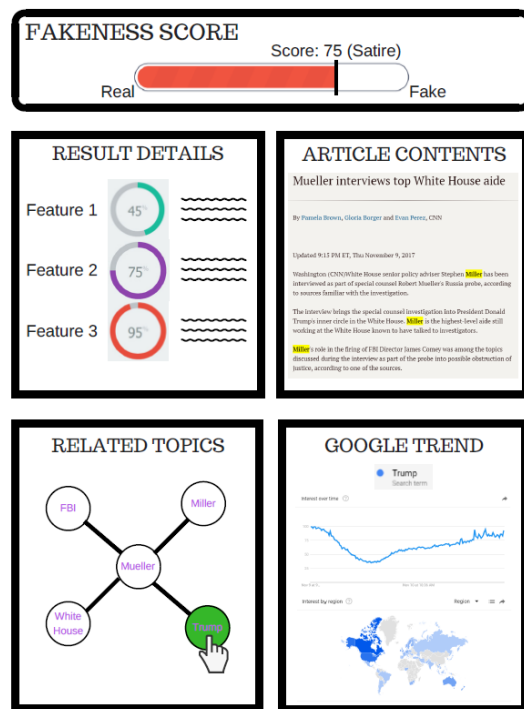 FAKENESS SCORE
Score: 75 (Satire)
Real
Fake
RESULT DETAILS
Feature 1
45%
Feature 2
75%
Feature 3
95%
ARTICLE CONTENTS
Mueller interviews top White House aide
By Pamela Brown, Gloria Borger and Evan Perez, CNN
Updated 9:15 PM ET, Thu November 9, 2017
Washington (CNN)White House senior policy adviser Stephen Miller has been
interviewed as part of special counsel Robert Mueller's Russia probe, according
to sources familiar with the investigation.
The interview brings the special counsel investigation into President Donald
Trump's inner circle in the White House. Miller is the highest-level aide still
working at the White House known to have talked to investigators.
Miller's role in the firing of FBI Director James Comey was among the topics
discussed during the interview as part of the probe into possible obstruction of
justice, according to one of the sources.
RELATED TOPICS
FBI
Miller
Mueller
White
House
Trump
GOOGLE TREND
Trump
Search term
Interest over time
Interest by region
Region